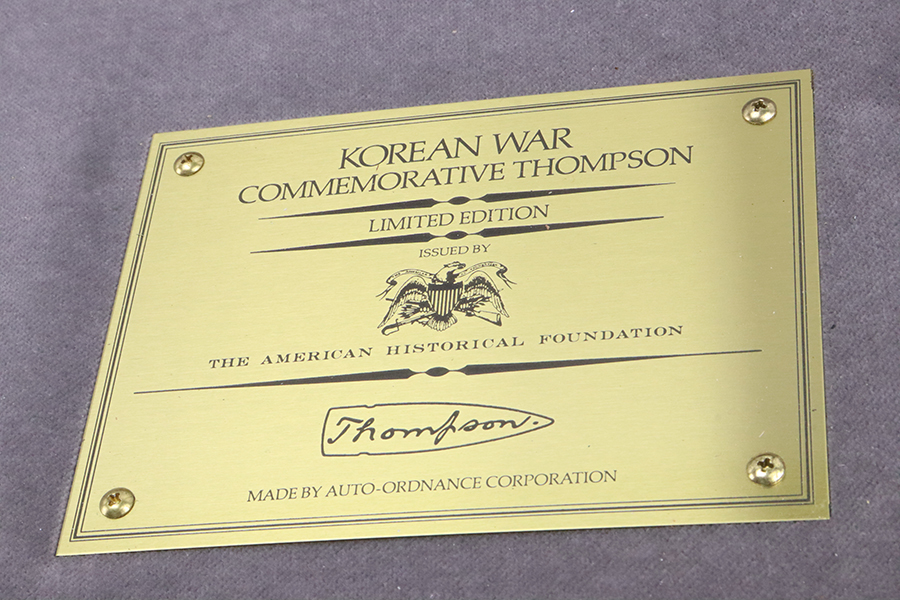 KOREAN WAR
COMMEMORATIVE THOMPSON
LIMITED EDITION
ISSUED BY
THE AMERICAN HISTORICAL FOUNDATION
Thompson.
MADE BY AUTO-ORDNANCE CORPORATION